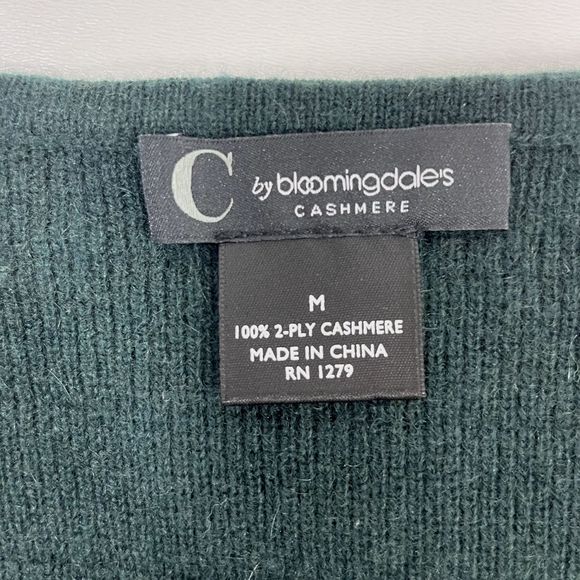 C by bloomingdale's
CASHMERE
M
100% 2-PLY CASHMERE
MADE IN CHINA
RN 1279